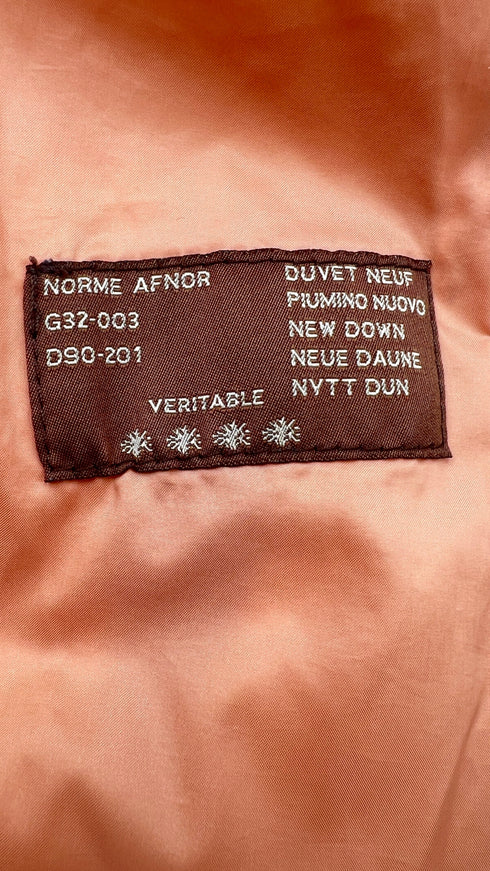 NORME AFNOR
G32-003
D90-201
DUVET NEUF
PIUMINO NUOVO
NEW DOWN
NEUE DAUNE
NYTT DUN
VERITABLE